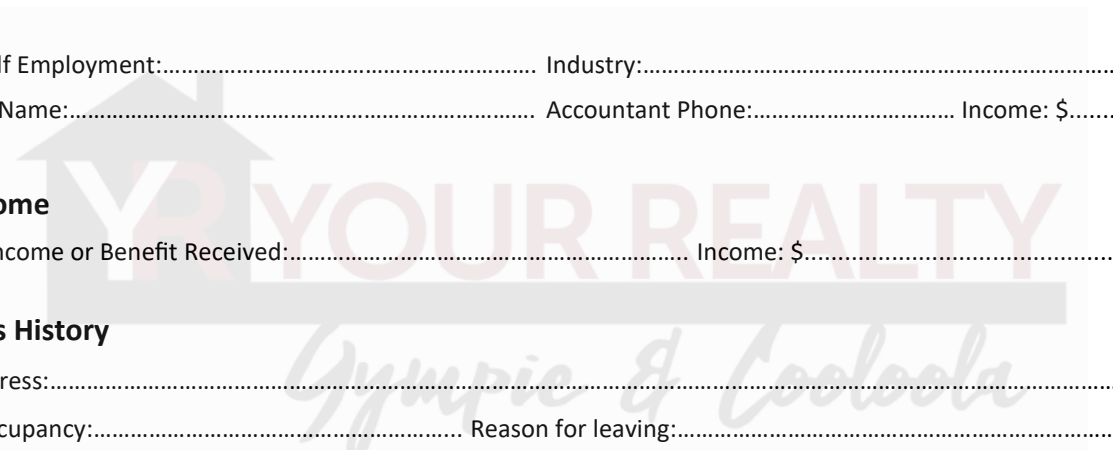 lf Employment:........................................................ Industry:........................................................
Name:........................................................ Accountant Phone:................................ Income: $.......
ome
ncome or Benefit Received:........................................................ Income: $........................................
YR YOUR REALTY
s History
Gympie & Cooloola
ress:................................................................................................................
cupancy:........................................................ Reason for leaving:........................................................